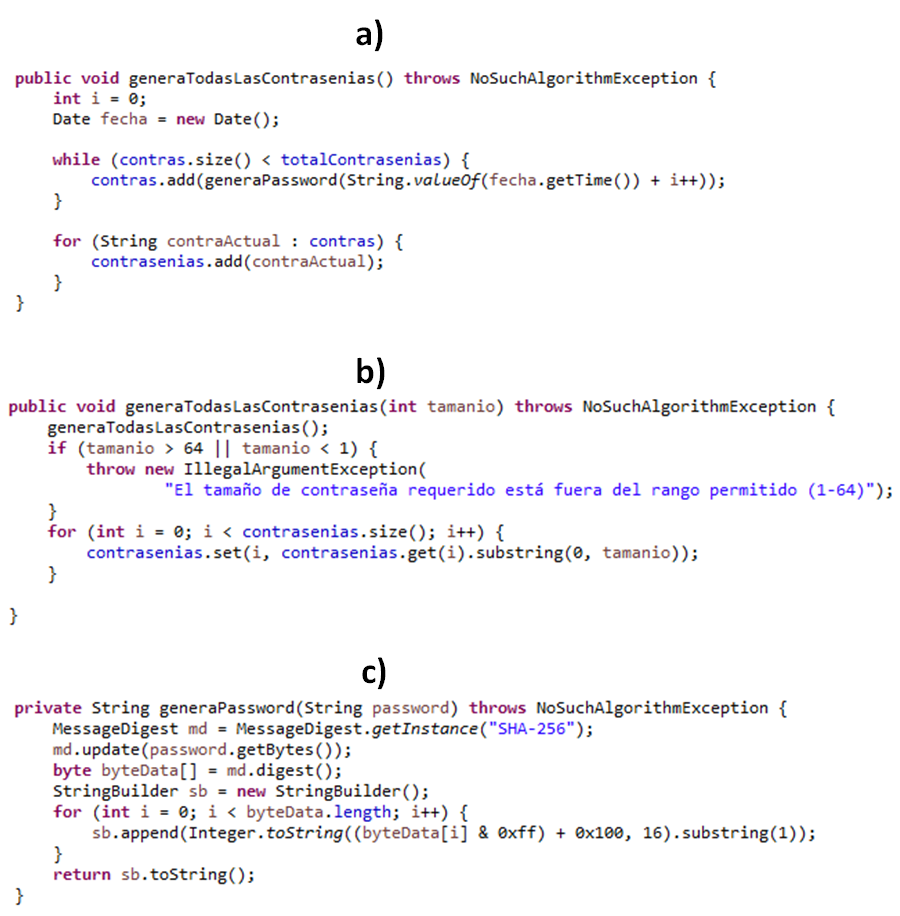 a)
public void generaTodasLasContrasenias() throws NoSuchAlgorithmException {
    int i = 0;
    Date fecha = new Date();

    while (contras.size() < totalContrasenias) {
        contras.add(generaPassword(String.valueOf(fecha.getTime()) + i++));
    }

    for (String contraActual : contras) {
        contrasenias.add(contraActual);
    }
}

b)
public void generaTodasLasContrasenias(int tamanio) throws NoSuchAlgorithmException {
    generaTodasLasContrasenias();
    if (tamanio > 64 || tamanio < 1) {
        throw new IllegalArgumentException(
                "El tamaño de contraseña requerido está fuera del rango permitido (1-64)");
    }
    for (int i = 0; i < contrasenias.size(); i++) {
        contrasenias.set(i, contrasenias.get(i).substring(0, tamanio));
    }

}

c)
private String generaPassword(String password) throws NoSuchAlgorithmException {
    MessageDigest md = MessageDigest.getInstance("SHA-256");
    md.update(password.getBytes());
    byte byteData[] = md.digest();
    StringBuilder sb = new StringBuilder();
    for (int i = 0; i < byteData.length; i++) {
        sb.append(Integer.toString((byteData[i] & 0xff) + 0x100, 16).substring(1));
    }
    return sb.toString();
}